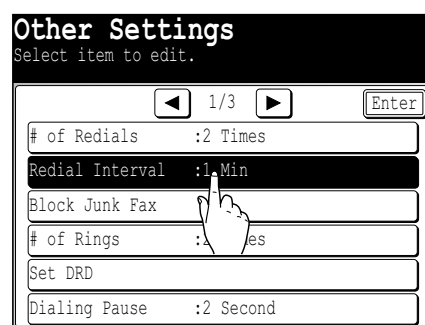 Other Settings
Select item to edit.
◀ 1/3 ▶ Enter
# of Redials :2 Times
Redial Interval :1 Min
Block Junk Fax
# of Rings
Set DRD
Dialing Pause :2 Second